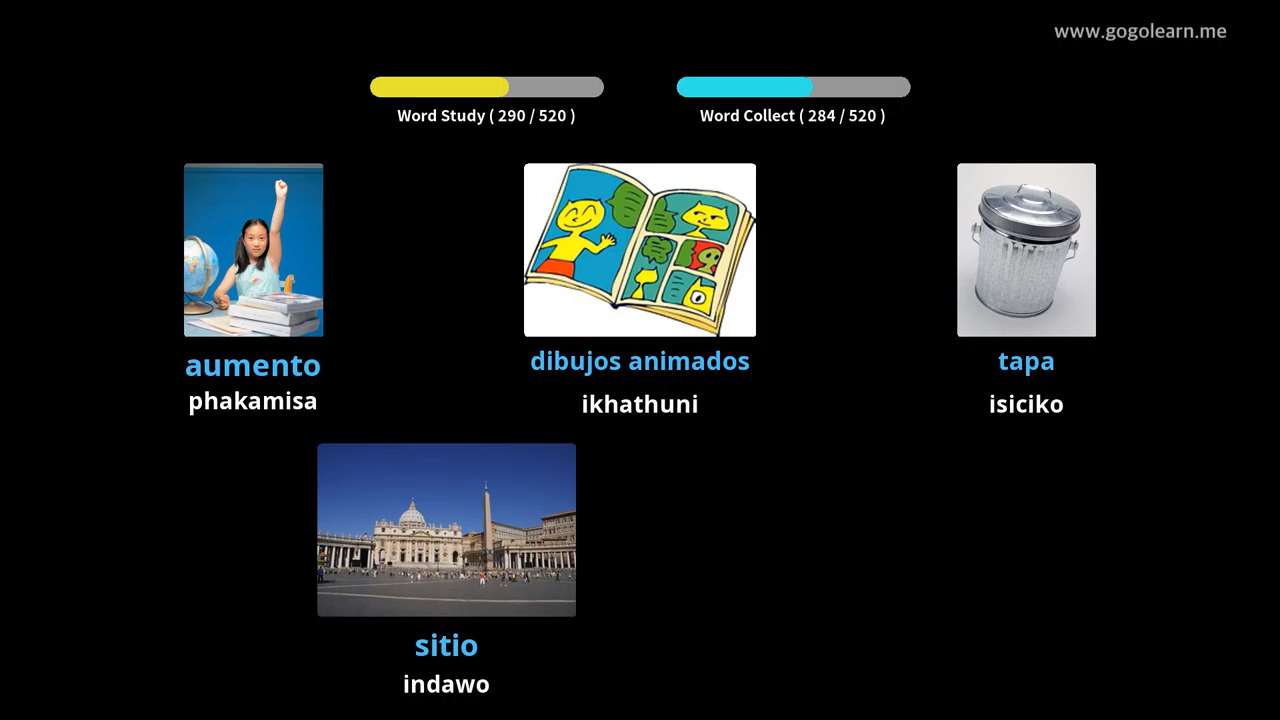 www.gogolearn.me
Word Study ( 290 / 520 )
Word Collect ( 284 / 520 )
aumento
phakamisa
dibujos animados
ikhathuni
tapa
isiciko
sitio
indawo